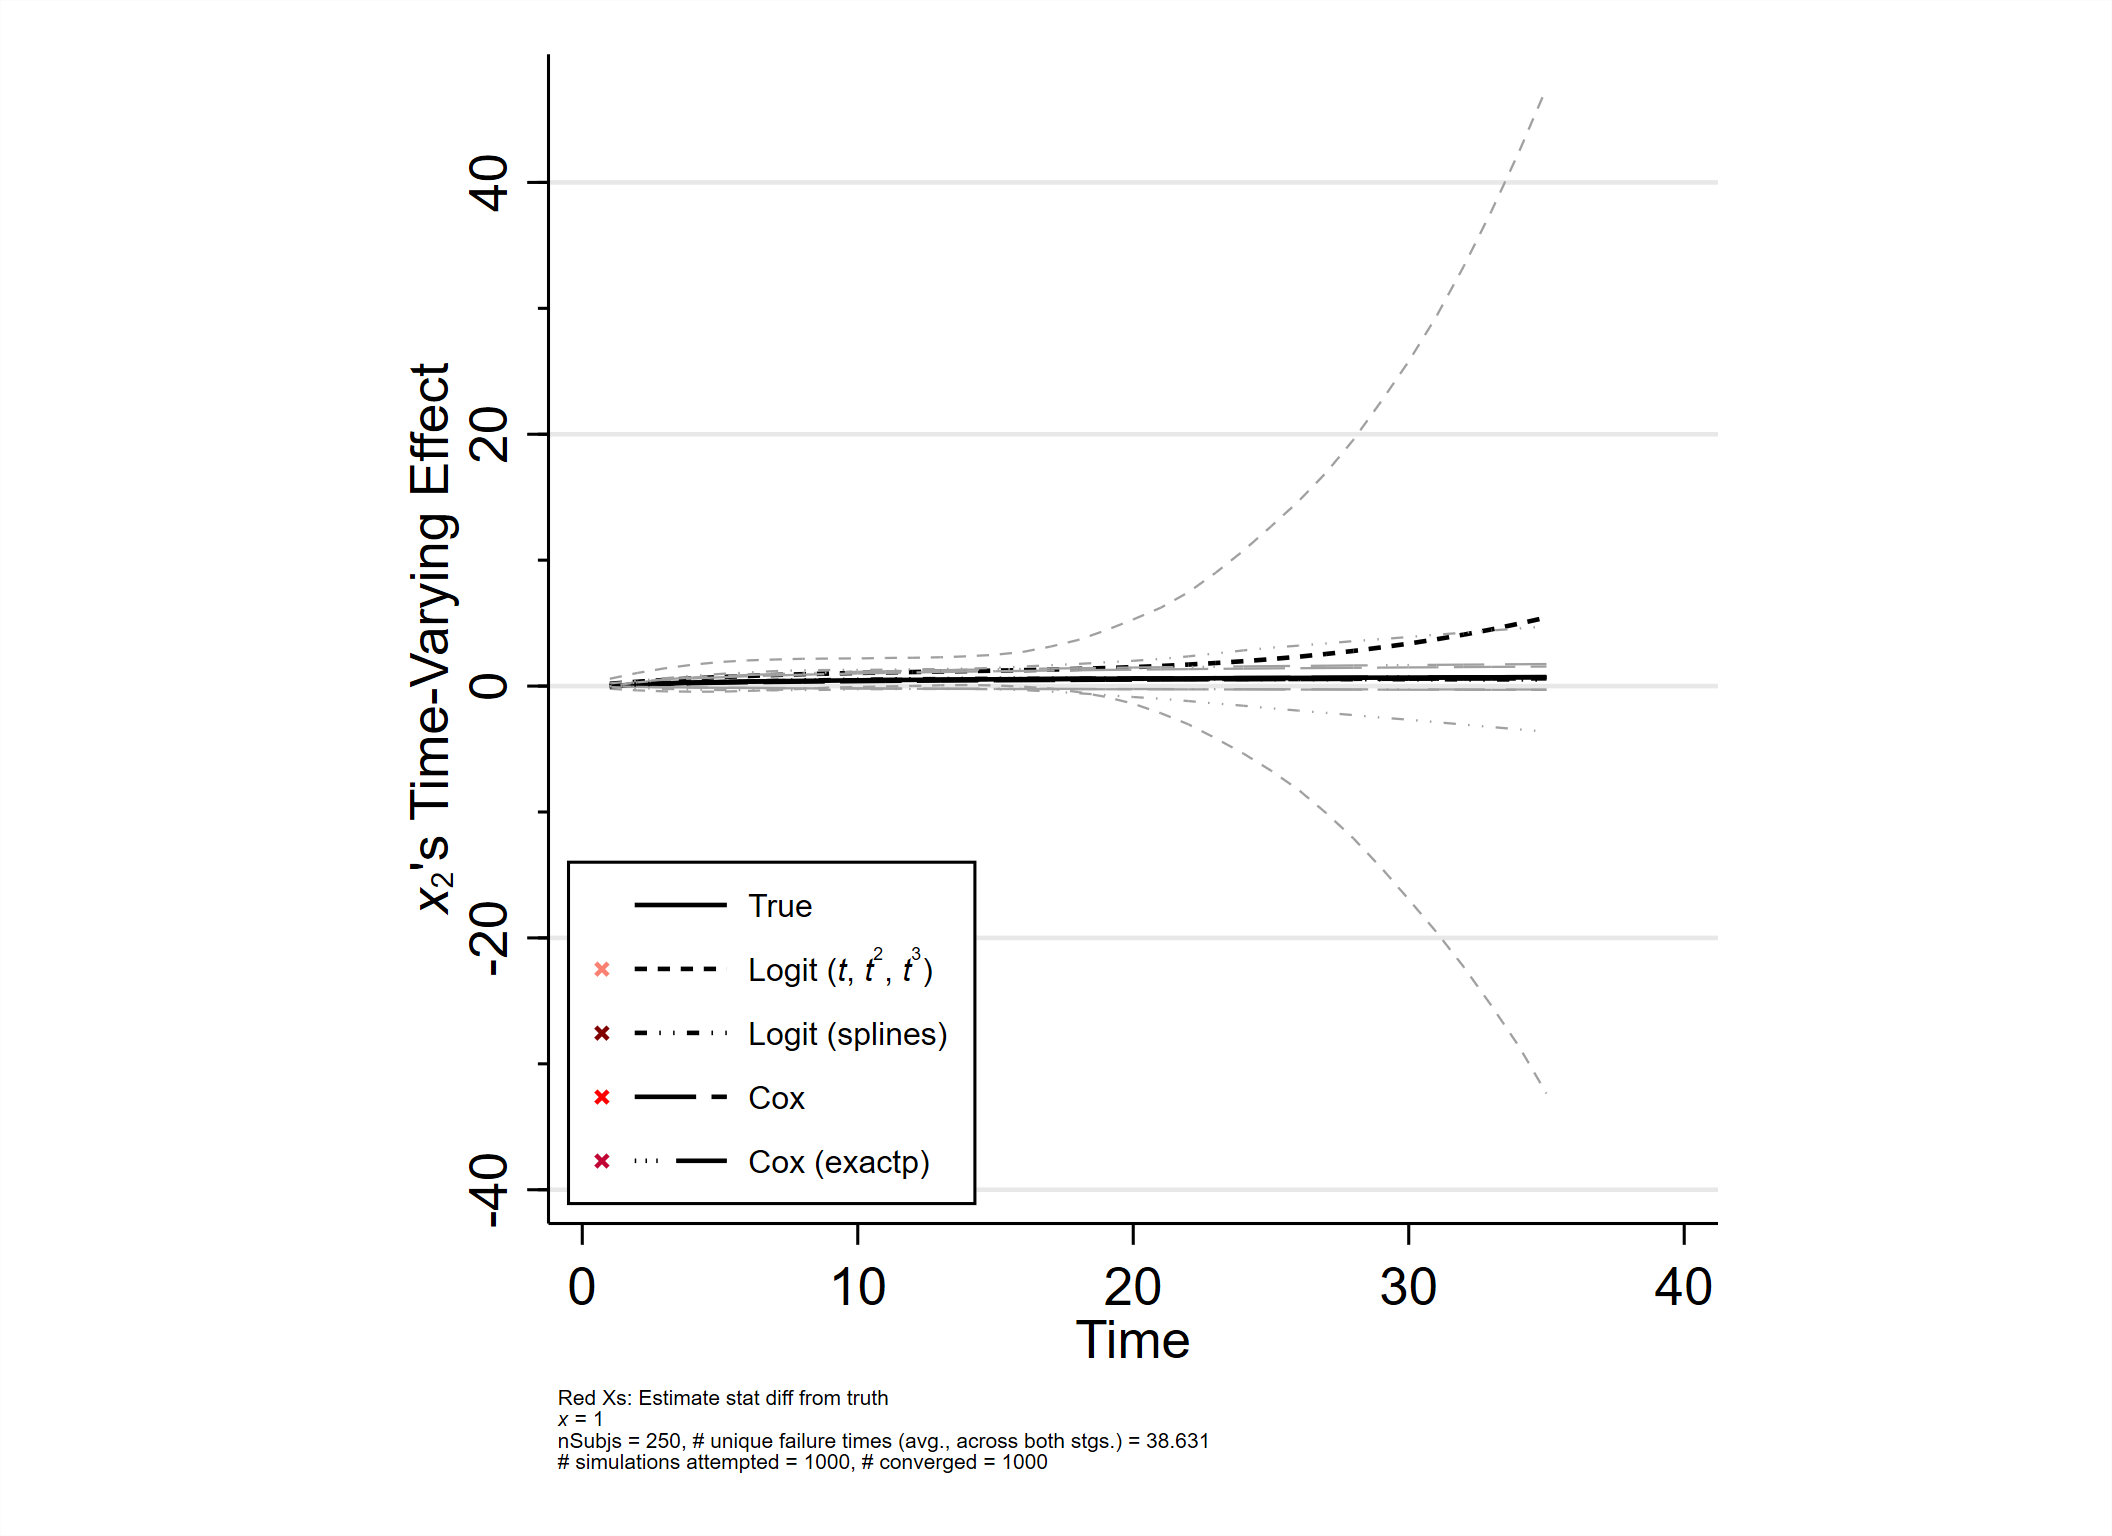 x₂'s Time-Varying Effect
40
20
0
-20
-40
True
Logit (t, t², t³)
Logit (splines)
Cox
Cox (exactp)
0 10 20 30 40
Time
Red Xs: Estimate stat diff from truth
x = 1
nSubjs = 250, # unique failure times (avg., across both stgs.) = 38.631
# simulations attempted = 1000, # converged = 1000